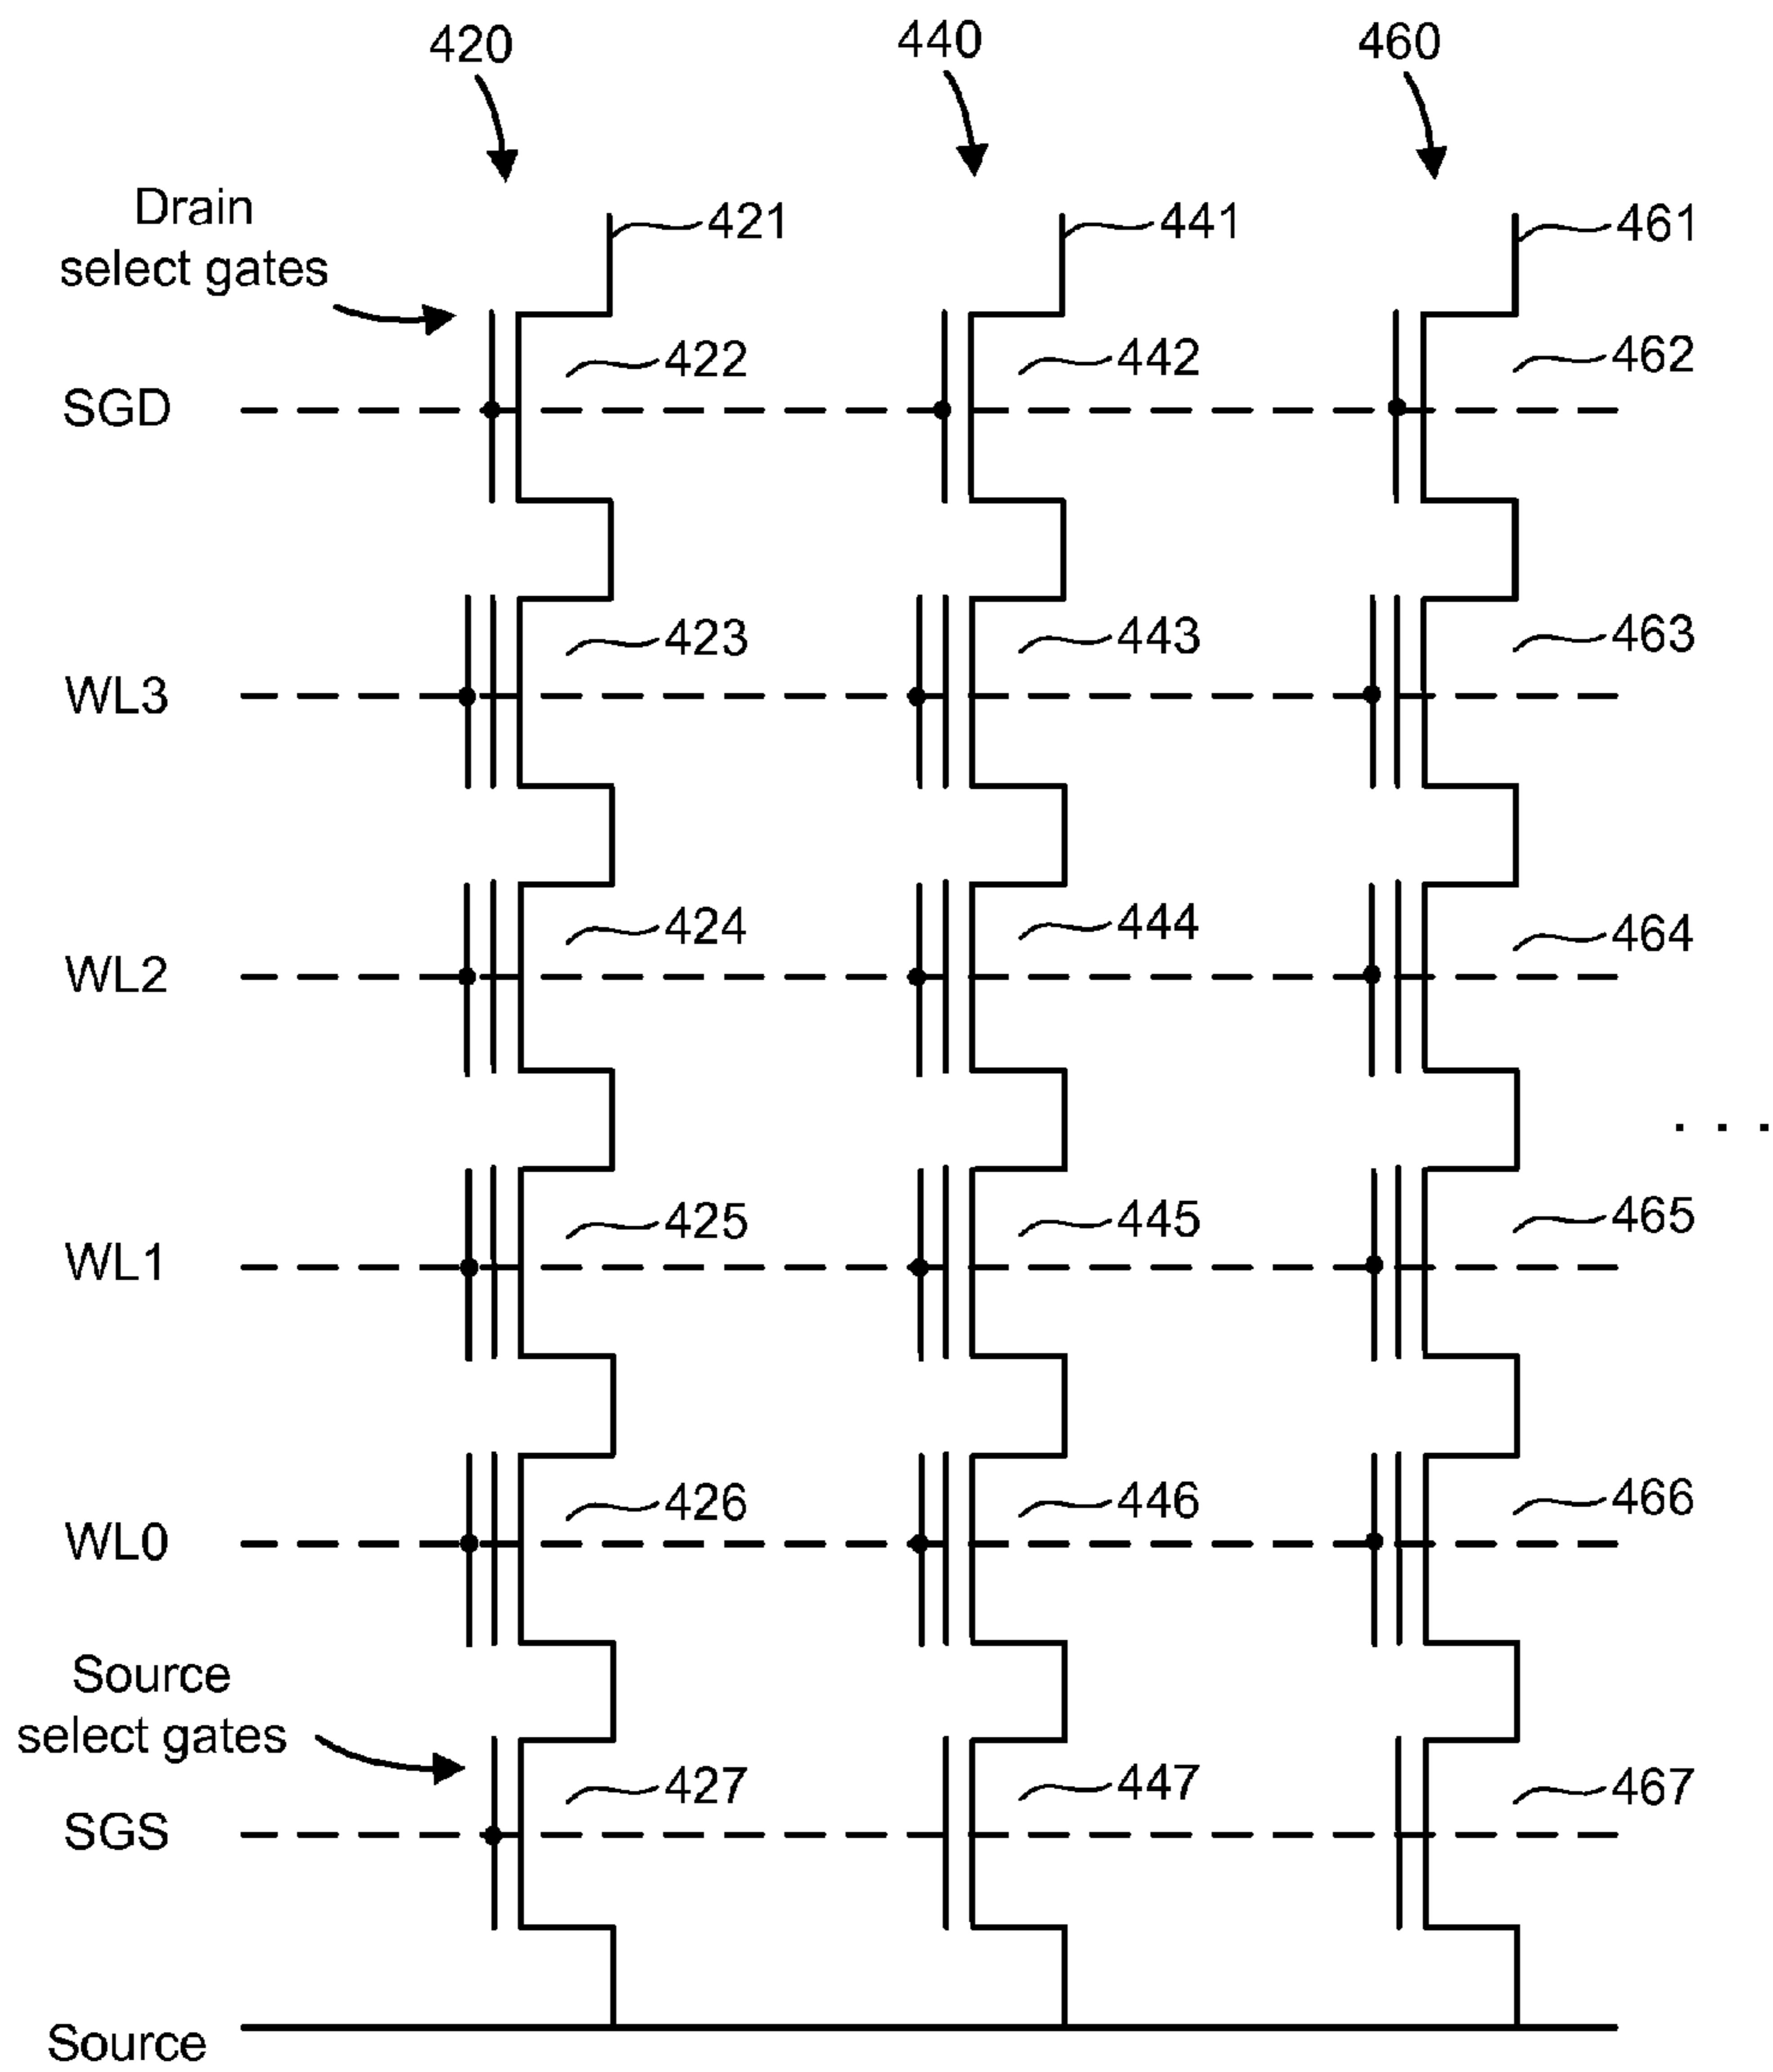 420 440 460
Drain
select gates
421 441 461
422 442 462
SGD
423 443 463
WL3
424 444 464
WL2
. . .
425 445 465
WL1
426 446 466
WL0
Source
select gates
427 447 467
SGS
Source